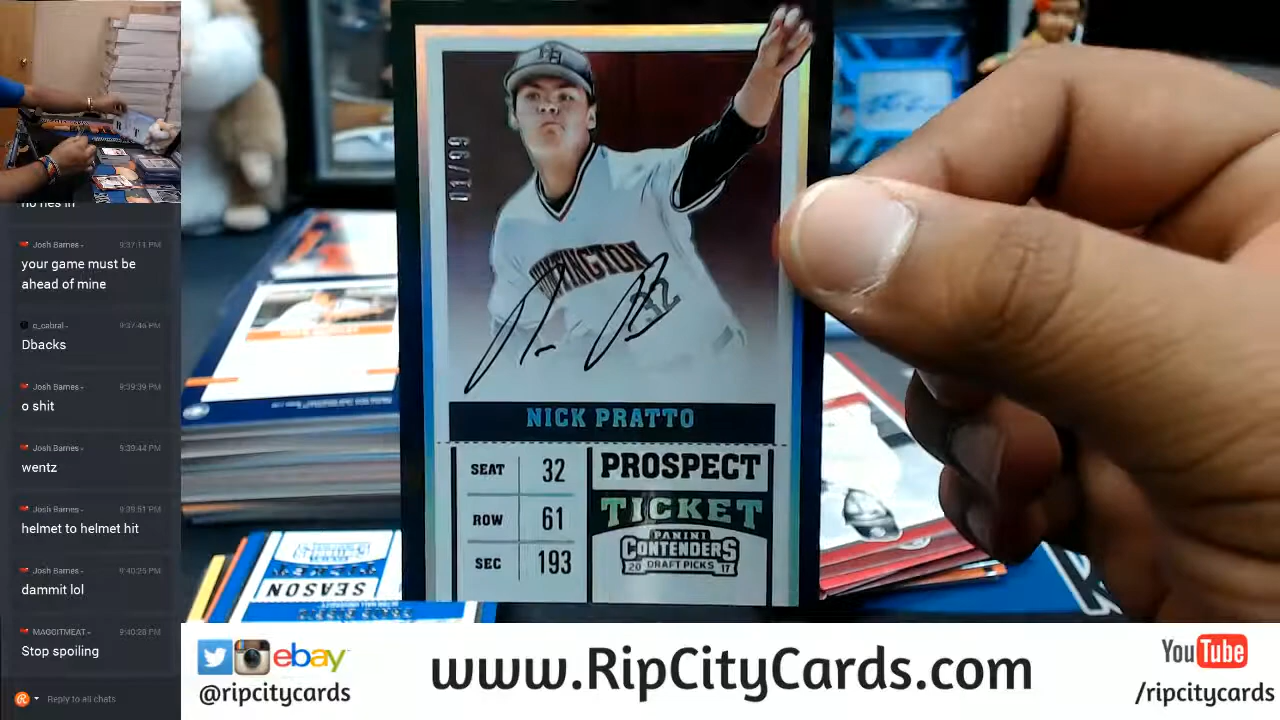 no nes in
Josh Barnes - 9:37:11 PM
your game must be
ahead of mine
c_cabral - 9:37:46 PM
Dbacks
Josh Barnes - 9:39:39 PM
o shit
Josh Barnes - 9:39:44 PM
wentz
Josh Barnes - 9:39:51 PM
helmet to helmet hit
Josh Barnes - 9:40:25 PM
dammit lol
MAGGITMEAT - 9:40:28 PM
Stop spoiling
Reply to all chats
01/99
HUNTINGTON
32
NICK PRATTO
SEAT 32
ROW 61
SEC 193
PROSPECT
TICKET
PANINI
CONTENDERS
20 DRAFT PICKS 17
SEASON
ebay
@ripcitycards
www.RipCityCards.com
YouTube
/ripcitycards